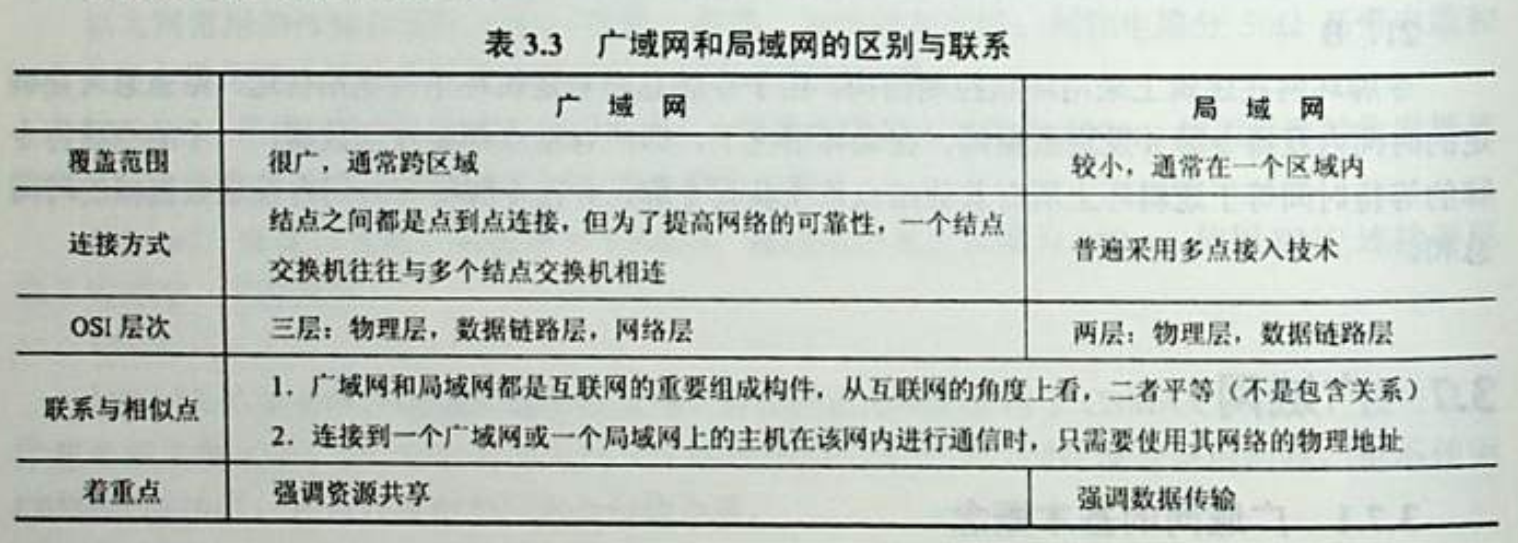 表 3.3 广域网和局域网的区别与联系
广 域 网 局 域 网
覆盖范围 很广，通常跨区域 较小，通常在一个区域内
连接方式 结点之间都是点到点连接，但为了提高网络的可靠性，一个结点
交换机往往与多个结点交换机相连 普遍采用多点接入技术
OSI 层次 三层：物理层，数据链路层，网络层 两层：物理层，数据链路层
联系与相似点 1．广域网和局域网都是互联网的重要组成构件，从互联网的角度上看，二者平等（不是包含关系）
2．连接到一个广域网或一个局域网上的主机在该网内进行通信时，只需要使用其网络的物理地址
着重点 强调资源共享 强调数据传输